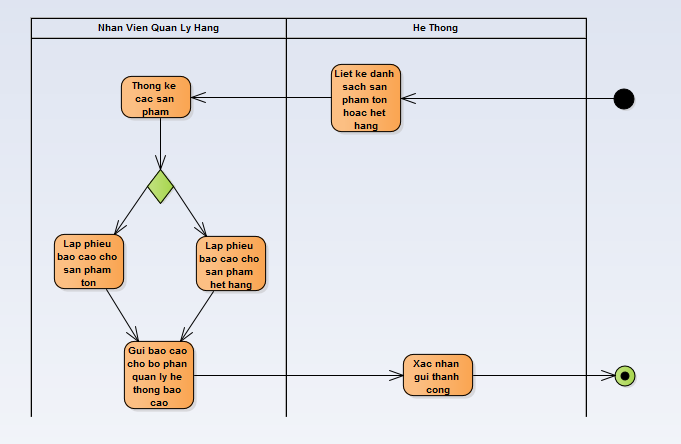 Nhan Vien Quan Ly Hang
He Thong
Thong ke
cac san
pham
Liet ke danh
sach san
pham ton
hoac het
hang
Lap phieu
bao cao cho
san pham
ton
Lap phieu
bao cao cho
san pham
het hang
Gui bao cao
cho bo phan
quan ly he
thong bao
cao
Xac nhan
gui thanh
cong